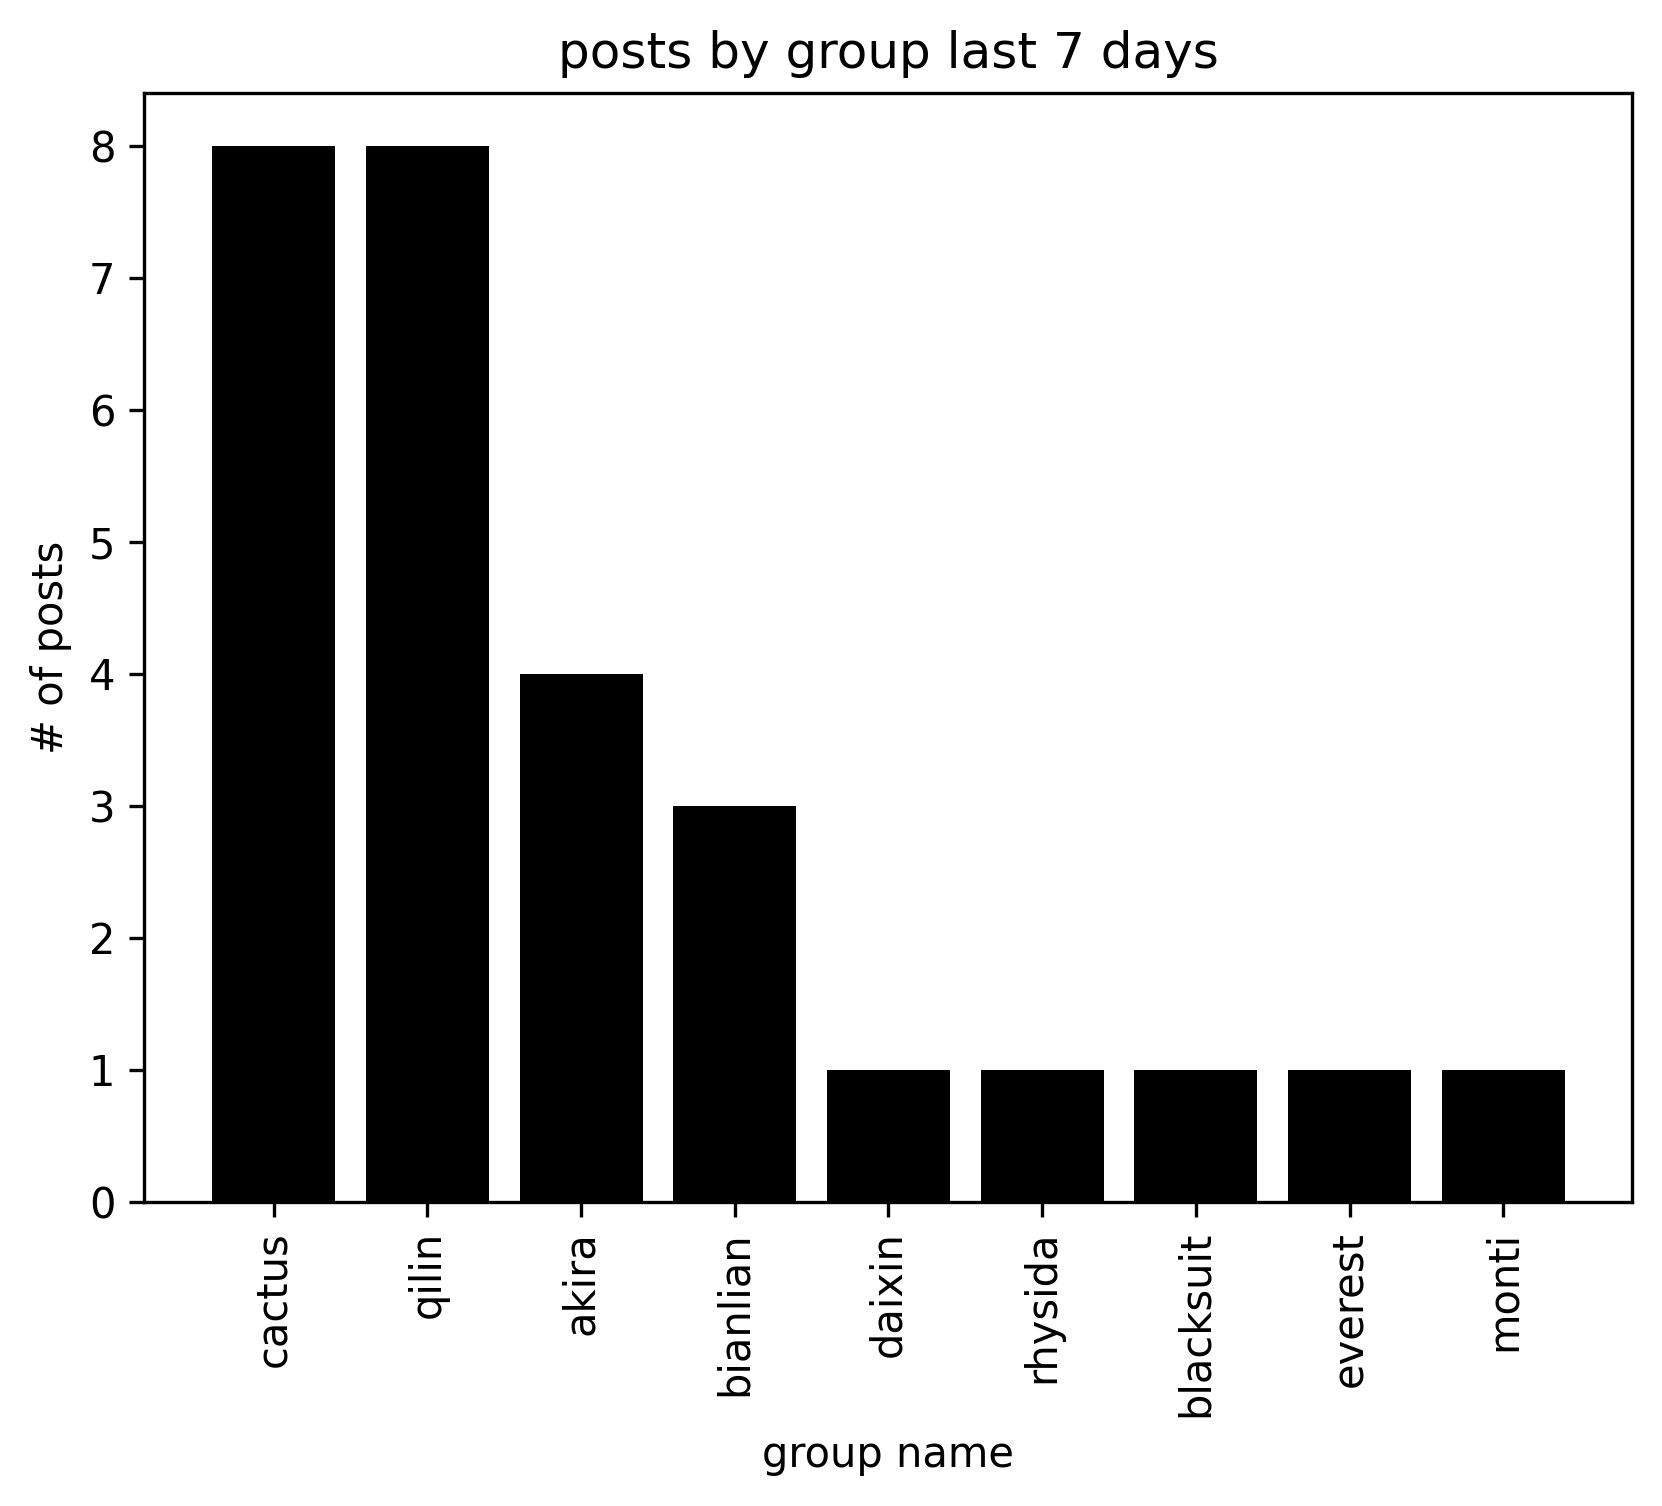 posts by group last 7 days
8
7
6
5
4
3
2
1
0
# of posts
cactus
qilin
akira
bianlian
daixin
rhysida
blacksuit
everest
monti
group name